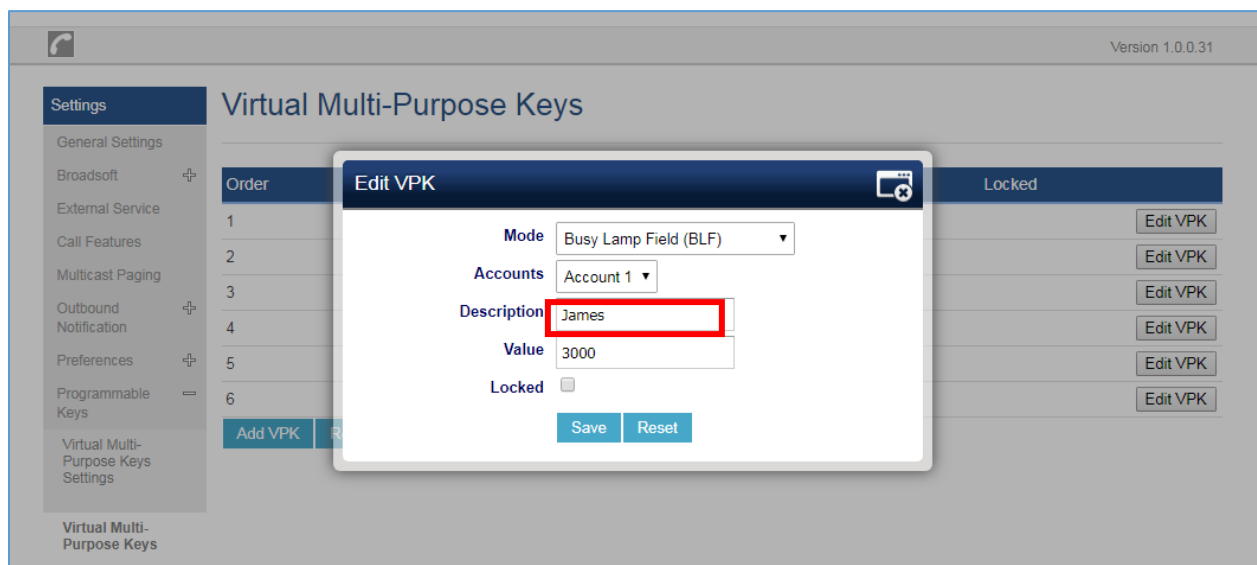 Version 1.0.0.31
Settings
Virtual Multi-Purpose Keys
General Settings
Broadsoft
External Service
Call Features
Multicast Paging
Outbound
Notification
Preferences
Programmable
Keys
Virtual Multi-
Purpose Keys
Settings
Virtual Multi-
Purpose Keys
Order Locked
1 Edit VPK
2 Edit VPK
3 Edit VPK
4 Edit VPK
5 Edit VPK
6 Edit VPK
Add VPK
Edit VPK
Mode Busy Lamp Field (BLF)
Accounts Account 1
Description James
Value 3000
Locked
Save Reset